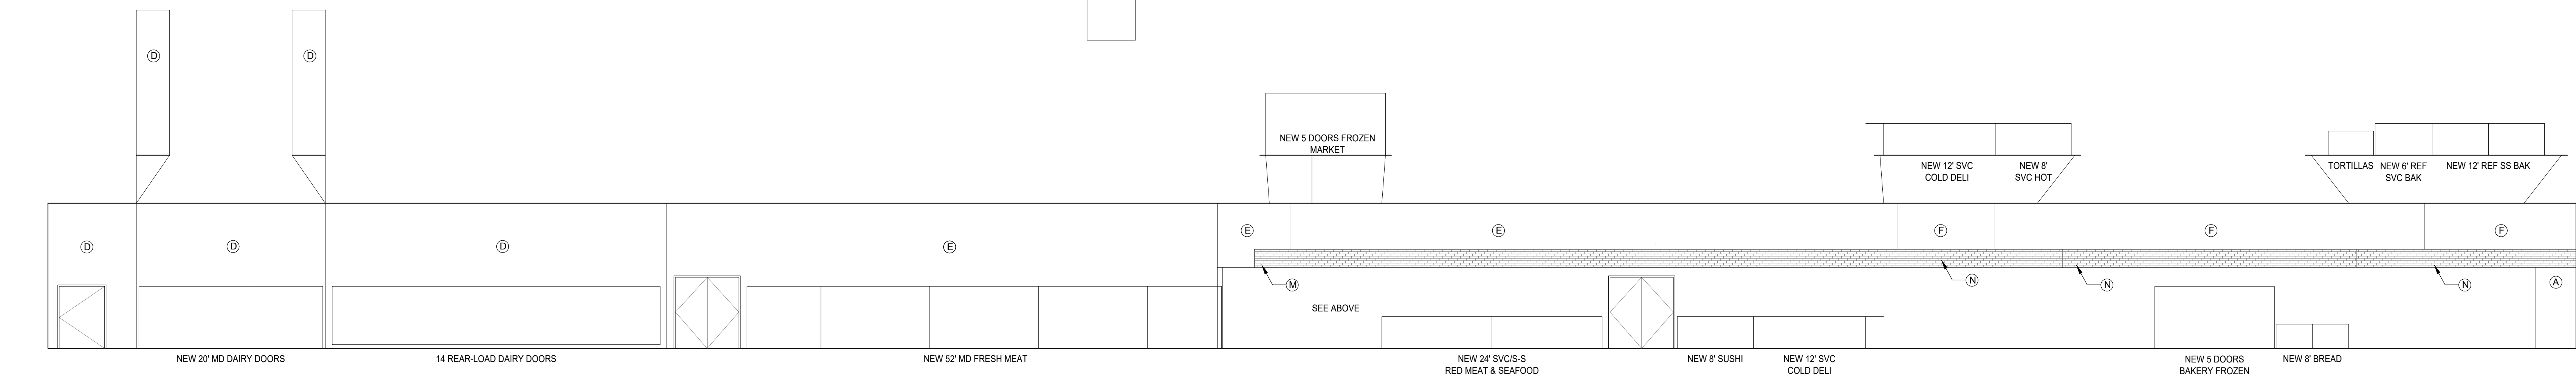 D
D
NEW 5 DOORS FROZEN
MARKET
NEW 12' SVC
COLD DELI
NEW 8'
SVC HOT
TORTILLAS
NEW 6' REF
SVC BAK
NEW 12' REF SS BAK
D
D
D
E
E
E
F
F
F
M
N
N
N
A
SEE ABOVE
NEW 20' MD DAIRY DOORS
14 REAR-LOAD DAIRY DOORS
NEW 52' MD FRESH MEAT
NEW 24' SVC/S-S
RED MEAT & SEAFOOD
NEW 8' SUSHI
NEW 12' SVC
COLD DELI
NEW 5 DOORS
BAKERY FROZEN
NEW 8' BREAD